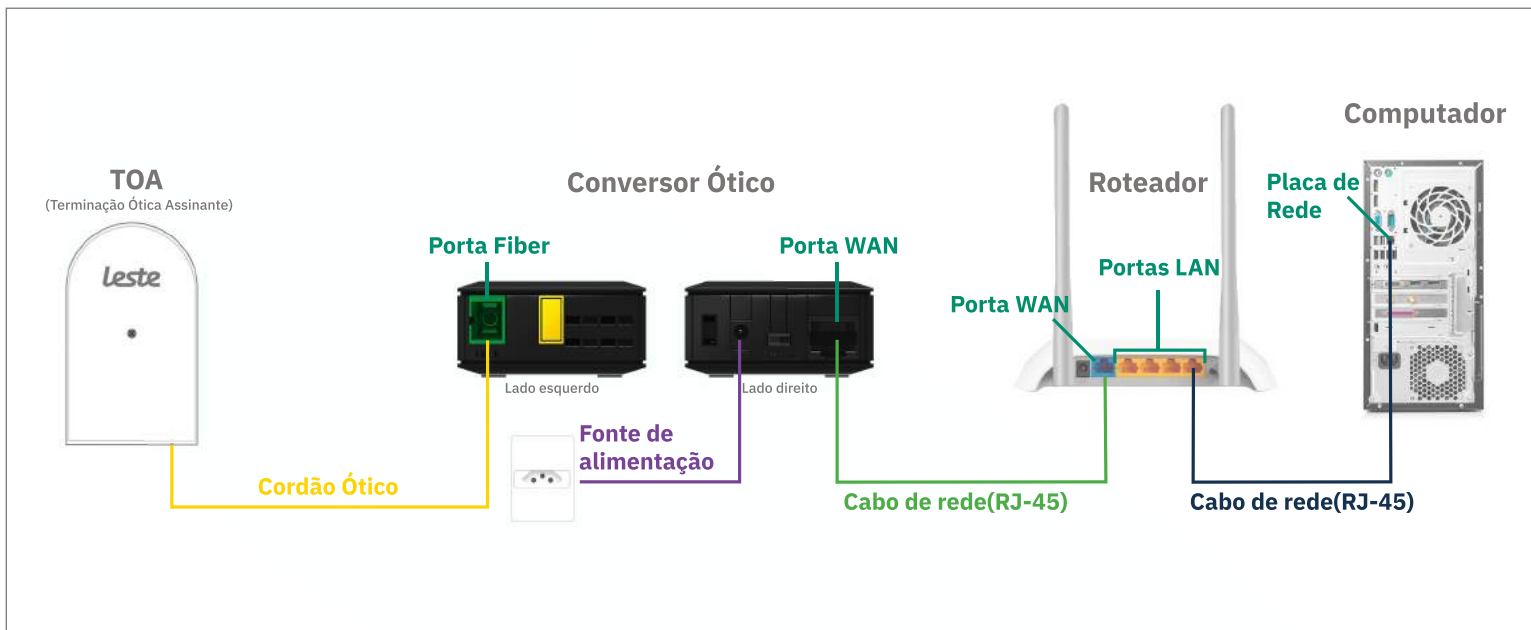 TOA
(Terminação Ótica Assinante)
leste
Conversor Ótico
Porta Fiber
Porta WAN
Lado esquerdo
Lado direito
Fonte de
alimentação
Cordão Ótico
Roteador
Portas LAN
Porta WAN
Cabo de rede(RJ-45)
Computador
Placa de
Rede
Cabo de rede(RJ-45)